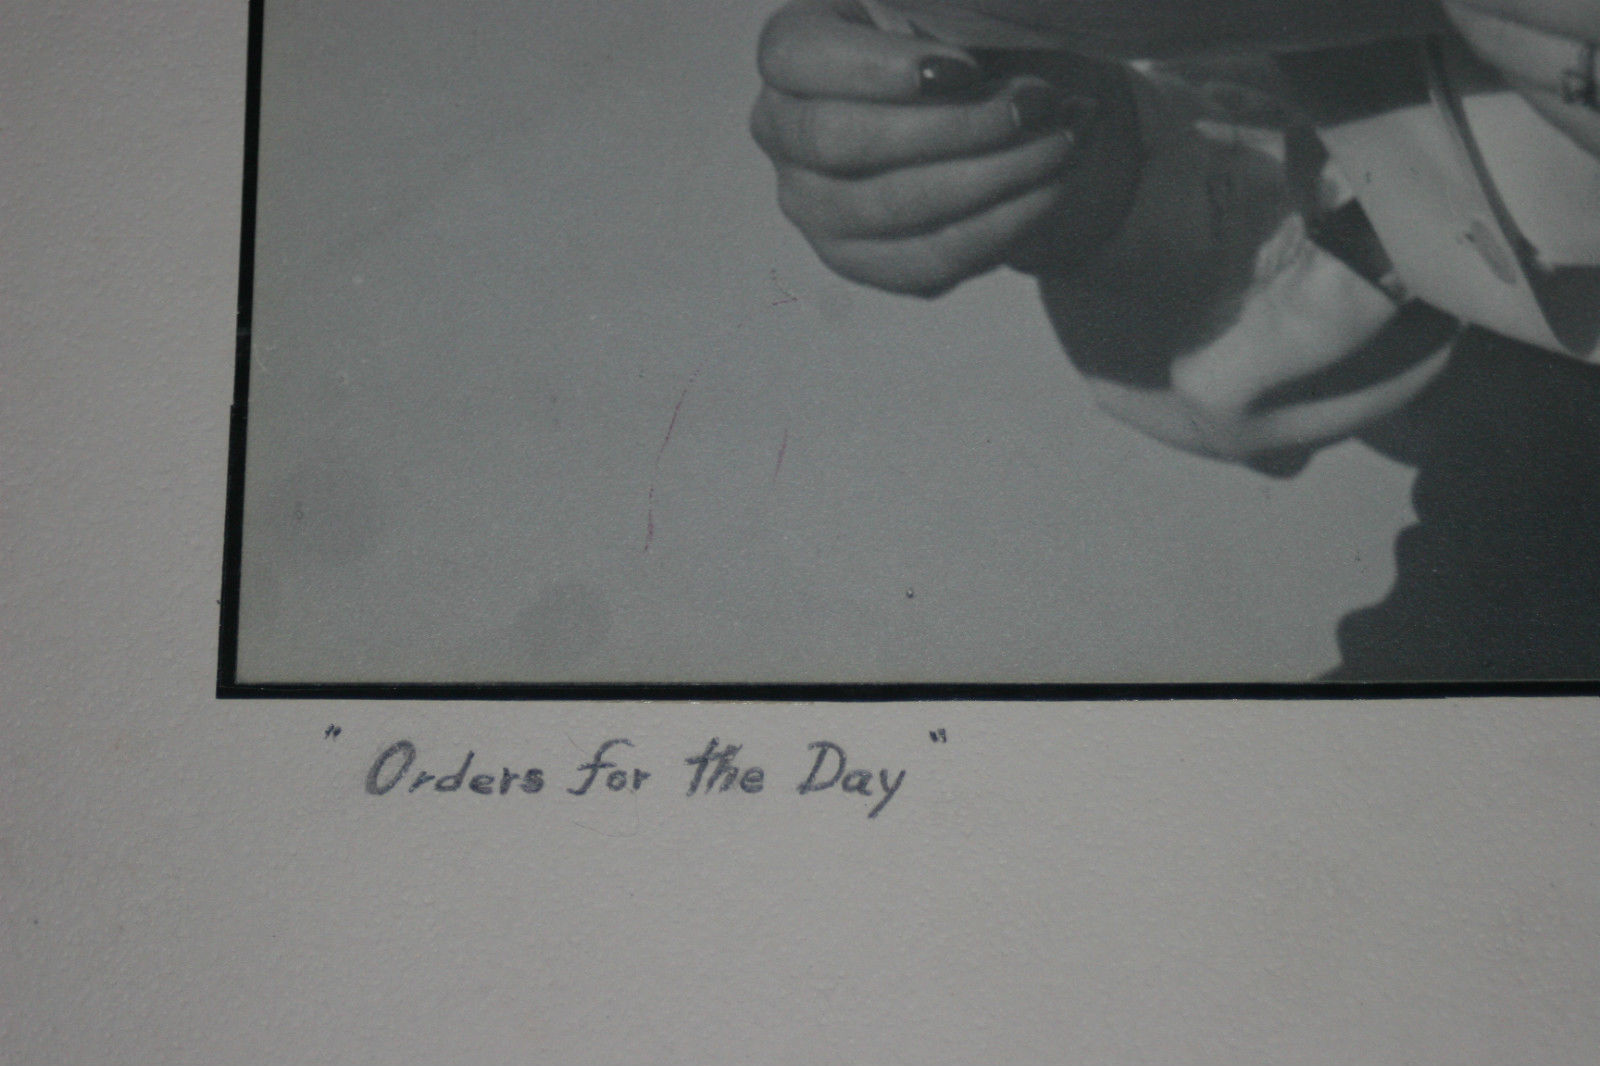 " Orders for the Day "